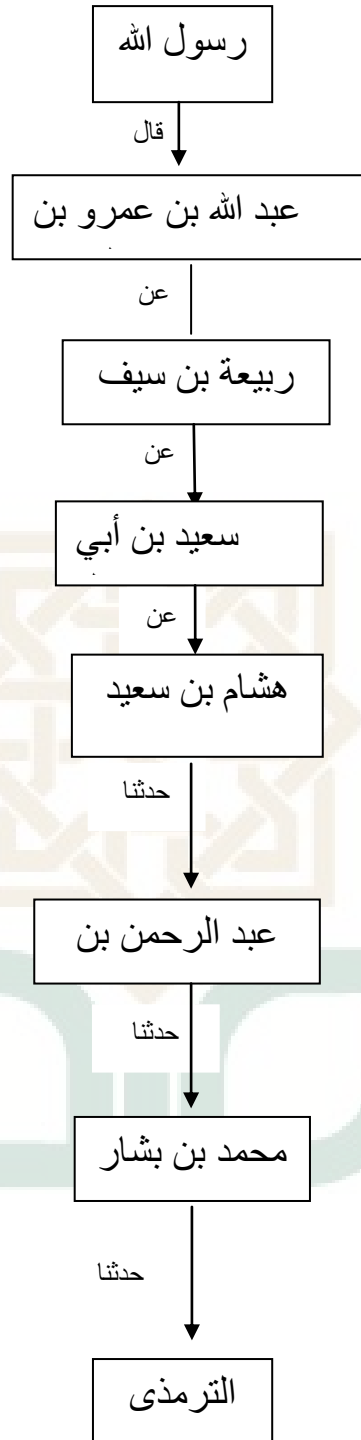 رسول الله
قال
عبد الله بن عمرو بن
عن
ربيعة بن سيف
عن
سعيد بن أبي
عن
هشام بن سعيد
حدثنا
عبد الرحمن بن
حدثنا
محمد بن بشار
حدثنا
الترمذى